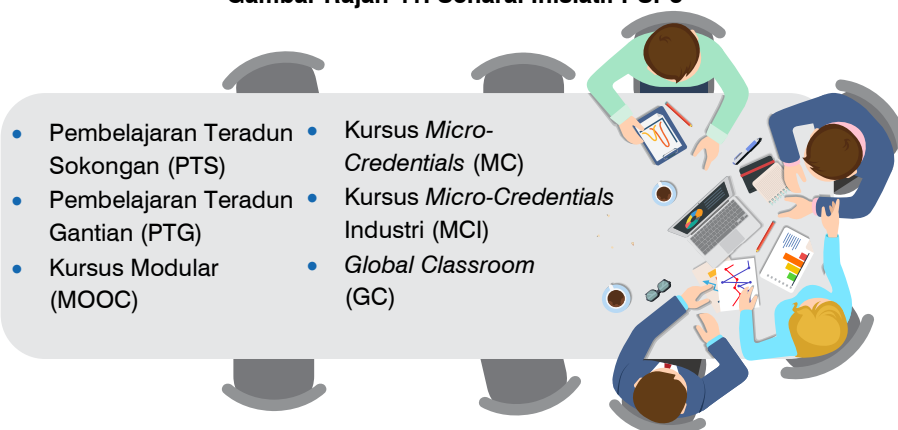 Pembelajaran Teradun
Sokongan (PTS)
Pembelajaran Teradun
Gantian (PTG)
Kursus Modular
(MOOC)
Kursus Micro-
Credentials (MC)
Kursus Micro-Credentials
Industri (MCI)
Global Classroom
(GC)